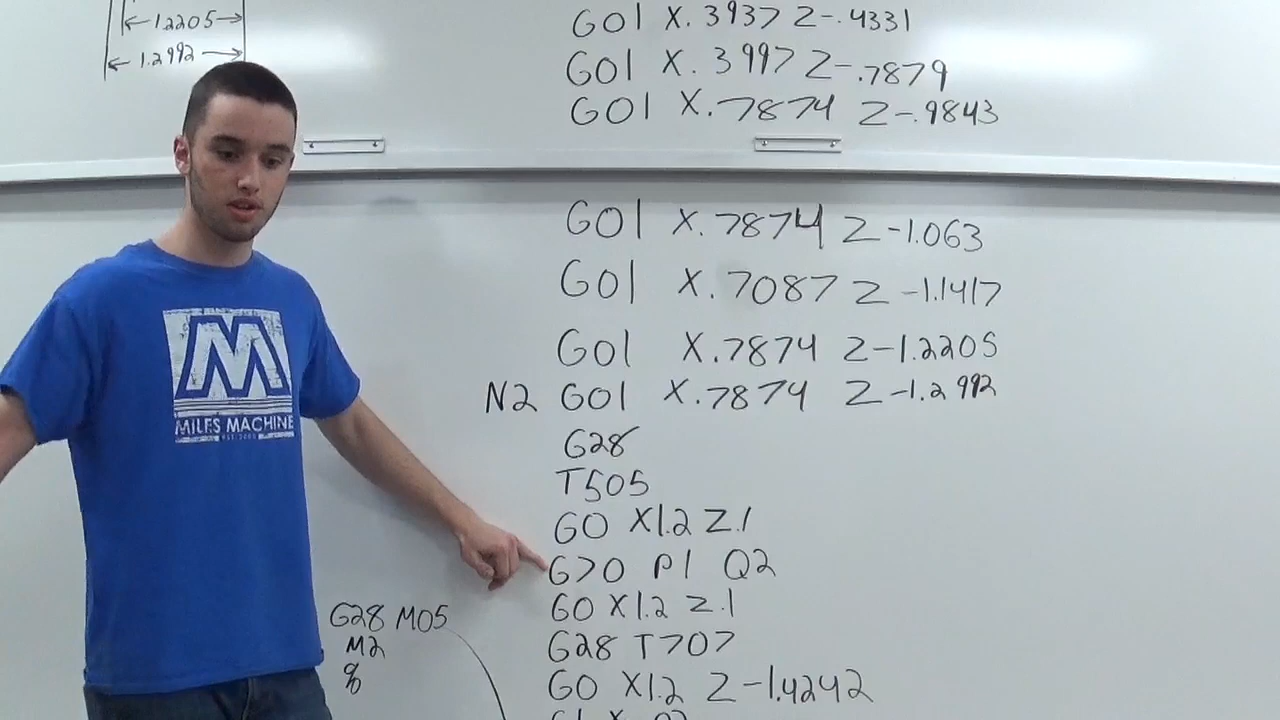 1.2205
1.2992
G01 X.3937 Z-.4331
G01 X.3997 Z-.7879
G01 X.7874 Z-.9843
G01 X.7874 Z-1.063
G01 X.7087 Z-1.1417
G01 X.7874 Z-1.2205
N2 G01 X.7874 Z-1.2992
G28
T505
G0 X1.2 Z.1
G70 P1 Q2
G0 X1.2 Z.1
G28 T707
G0 X1.2 Z-1.4242
G28 M05
M2
%
M
MILES MACHINE